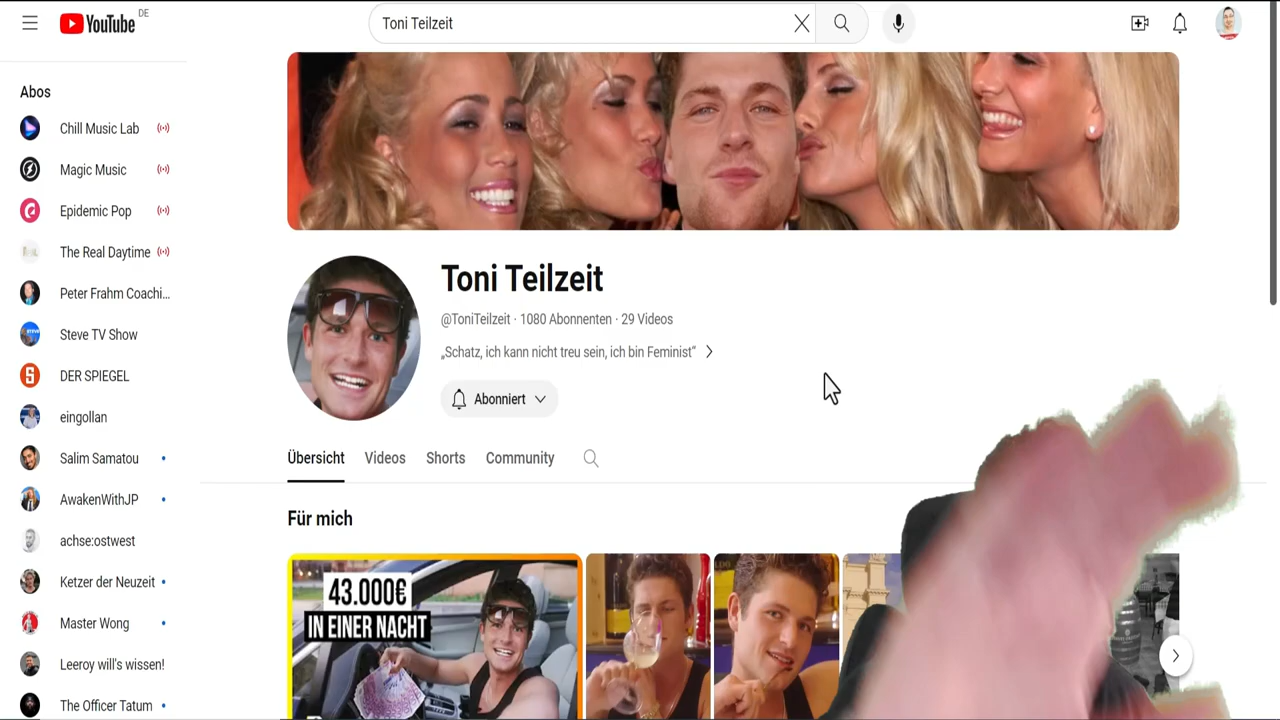 YouTube DE
Toni Teilzeit
Abos
Chill Music Lab
Magic Music
Epidemic Pop
The Real Daytime
Peter Frahm Coachi...
Steve TV Show
DER SPIEGEL
eingollan
Salim Samatou
AwakenWithJP
achse:ostwest
Ketzer der Neuzeit
Master Wong
Leeroy will's wissen!
The Officer Tatum
Toni Teilzeit
@ToniTeilzeit · 1080 Abonnenten · 29 Videos
„Schatz, ich kann nicht treu sein, ich bin Feminist“
Abonniert
Übersicht Videos Shorts Community
Für mich
43.000€
IN EINER NACHT